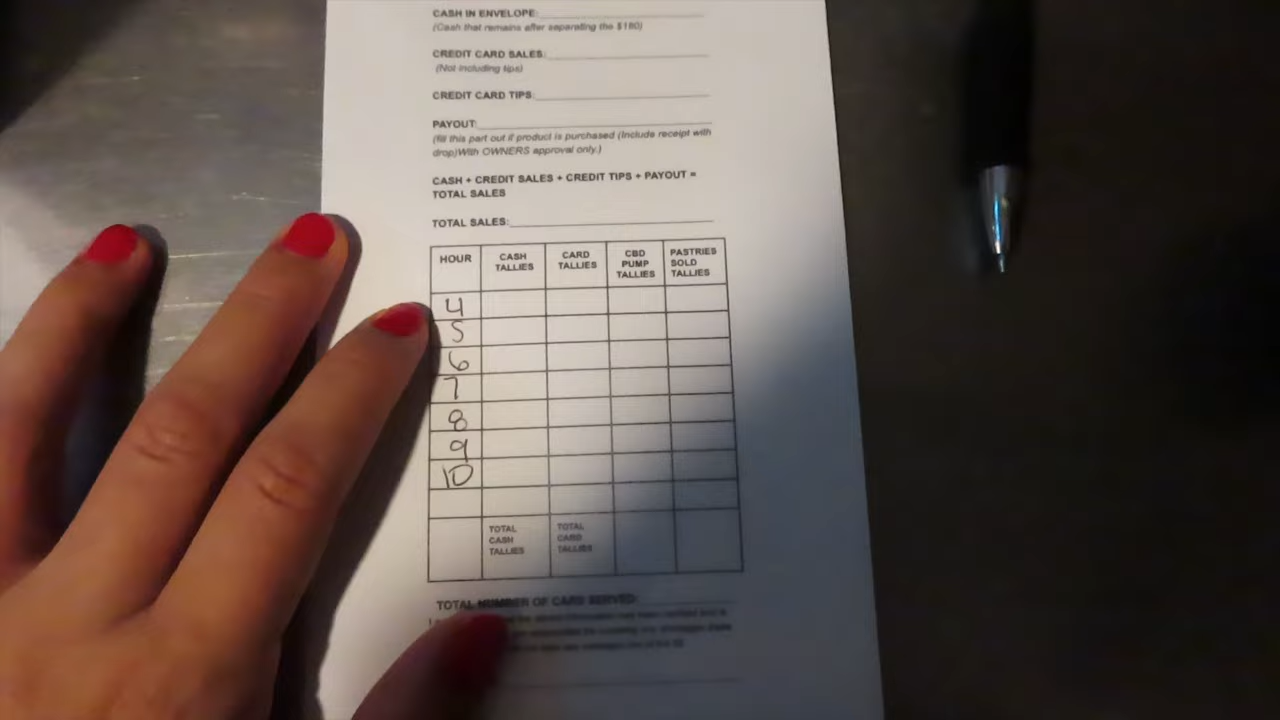 CASH IN ENVELOPE:
(Cash that remains after separating the $180)
CREDIT CARD SALES:
(Not including tips)
CREDIT CARD TIPS:
PAYOUT:
(fill this part out if product is purchased (Include receipt with
drop)With OWNERS approval only.)
CASH + CREDIT SALES + CREDIT TIPS + PAYOUT =
TOTAL SALES
TOTAL SALES:
HOUR
CASH
TALLIES
CARD
TALLIES
CBD
PUMP
TALLIES
PASTRIES
SOLD
TALLIES
4
5
6
7
8
9
10
TOTAL
CASH
TALLIES
TOTAL
CARD
TALLIES
TOTAL NUMBER OF CARD SERVED: